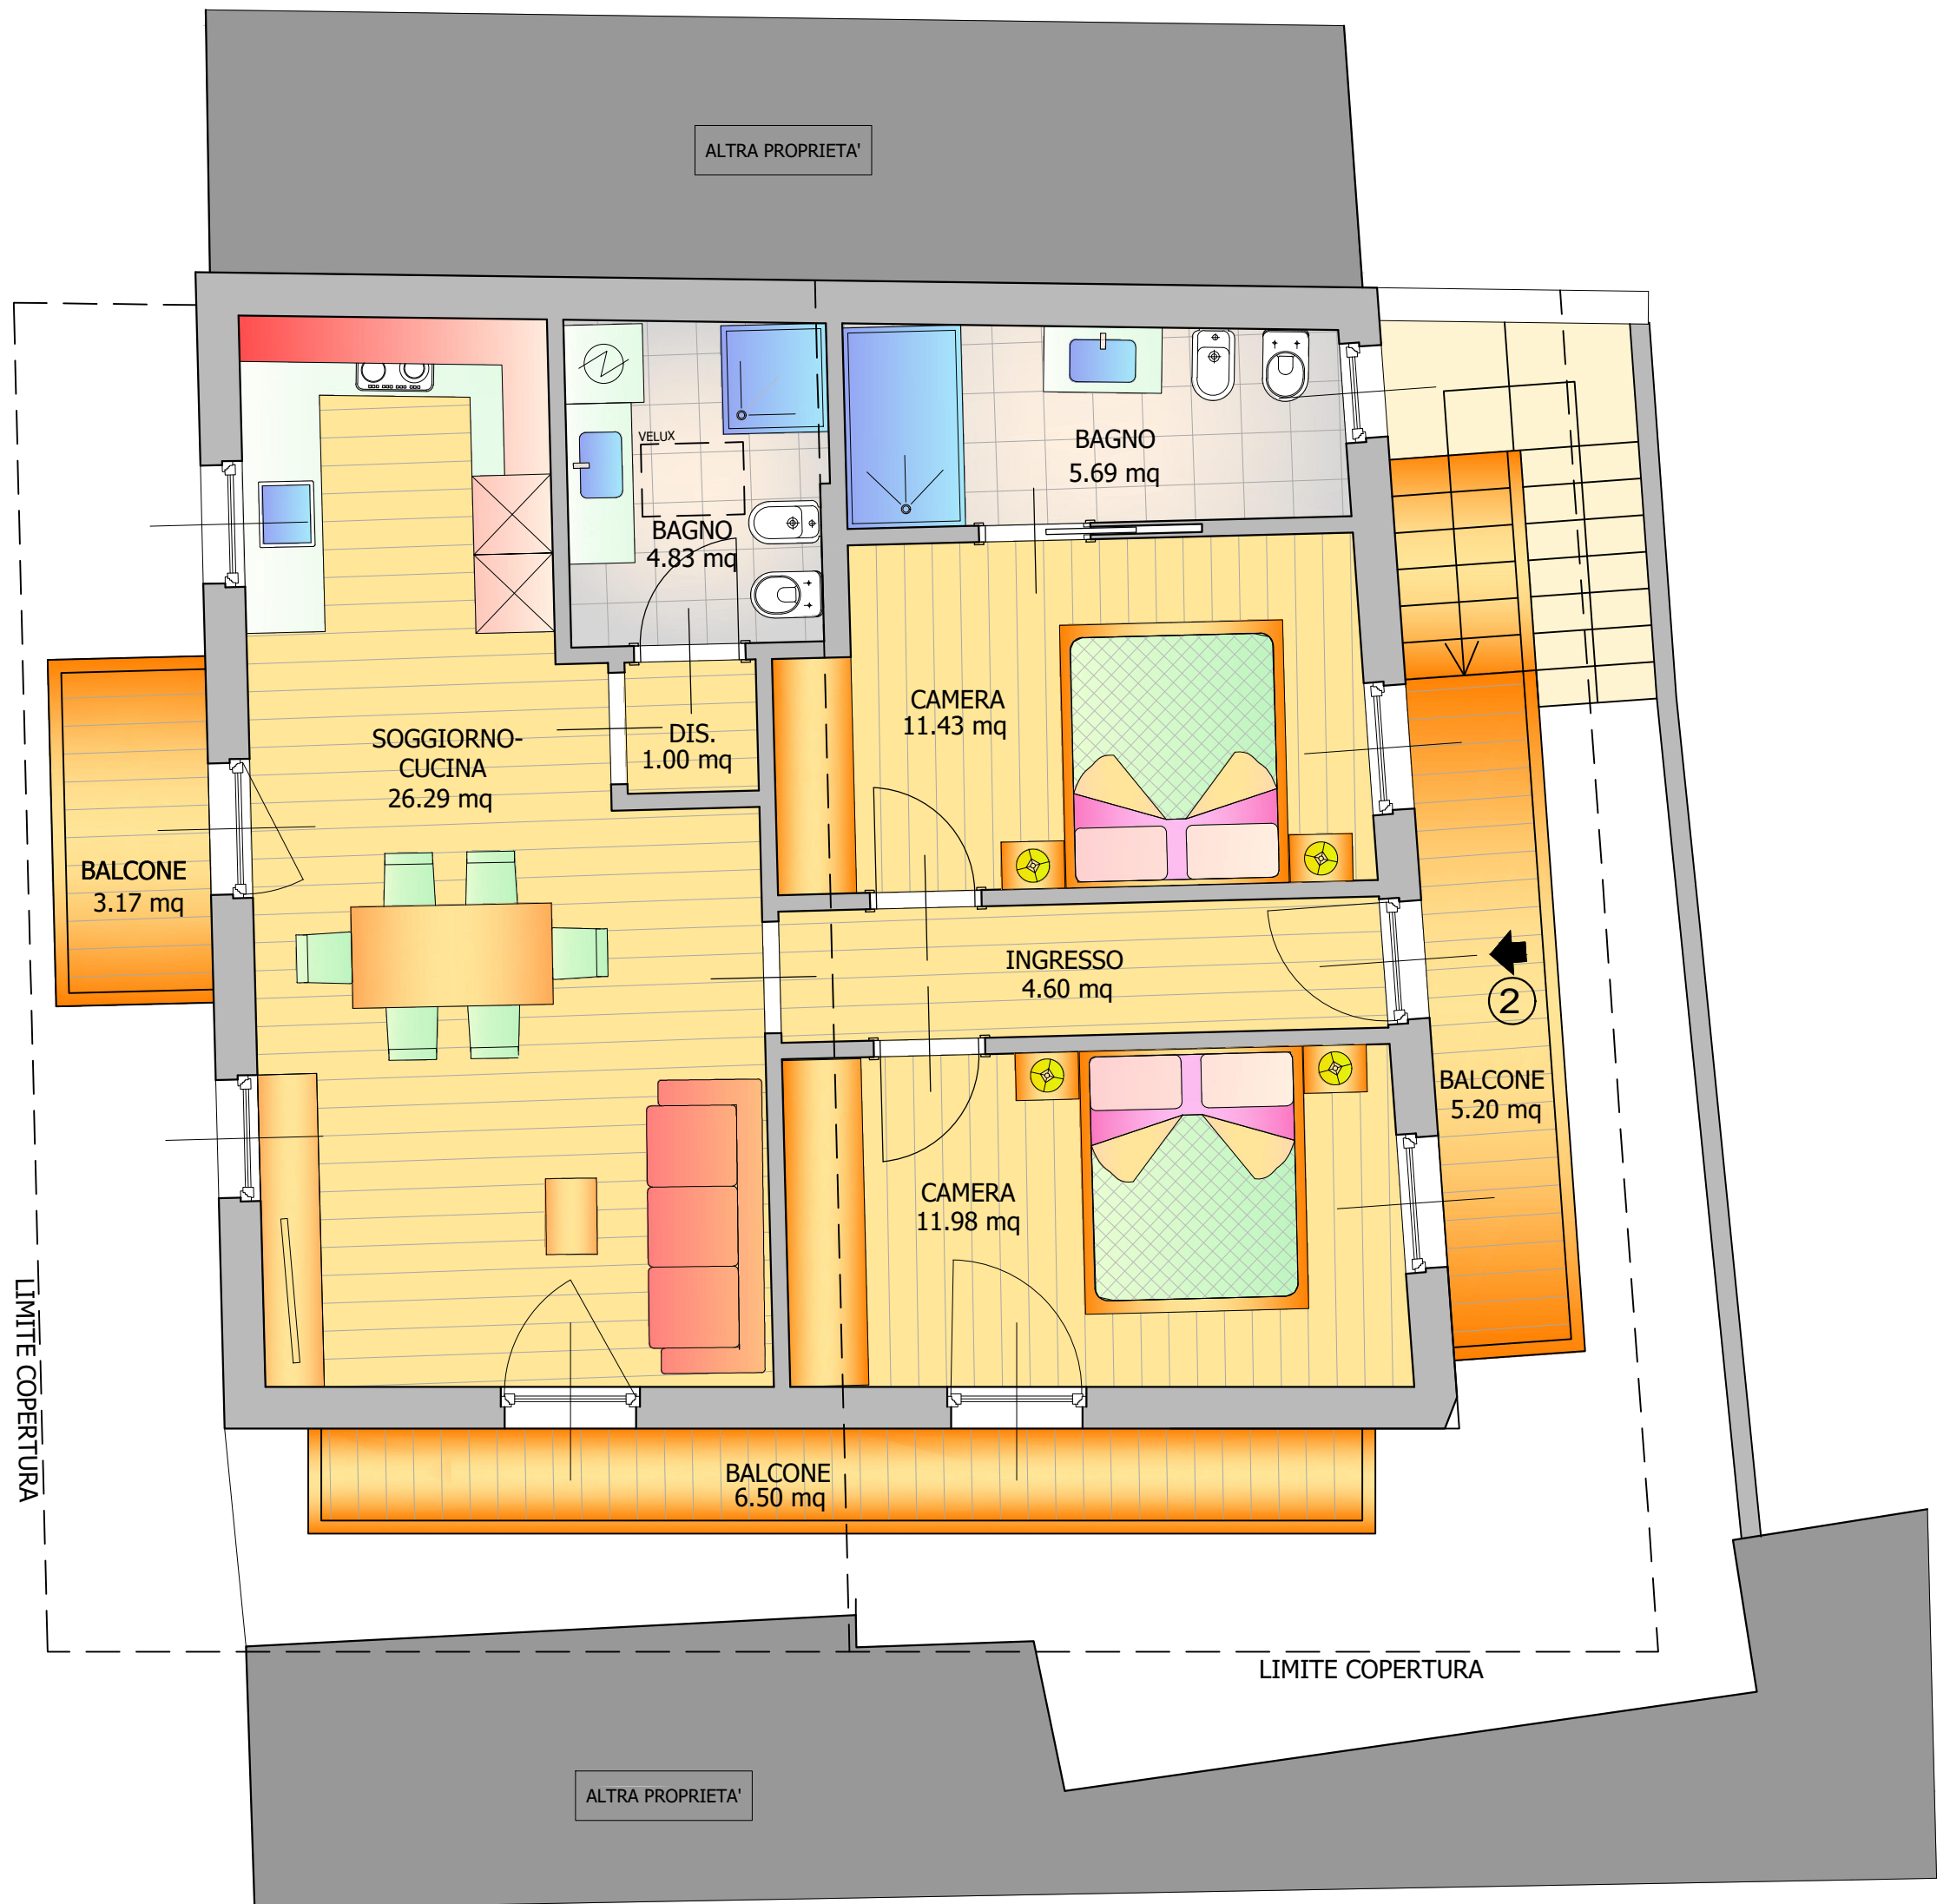 ALTRA PROPRIETA'
VELUX
BAGNO
4.83 mq
BAGNO
5.69 mq
CAMERA
11.43 mq
DIS.
1.00 mq
SOGGIORNO-
CUCINA
26.29 mq
BALCONE
3.17 mq
INGRESSO
4.60 mq
2
BALCONE
5.20 mq
CAMERA
11.98 mq
LIMITE COPERTURA
BALCONE
6.50 mq
LIMITE COPERTURA
ALTRA PROPRIETA'